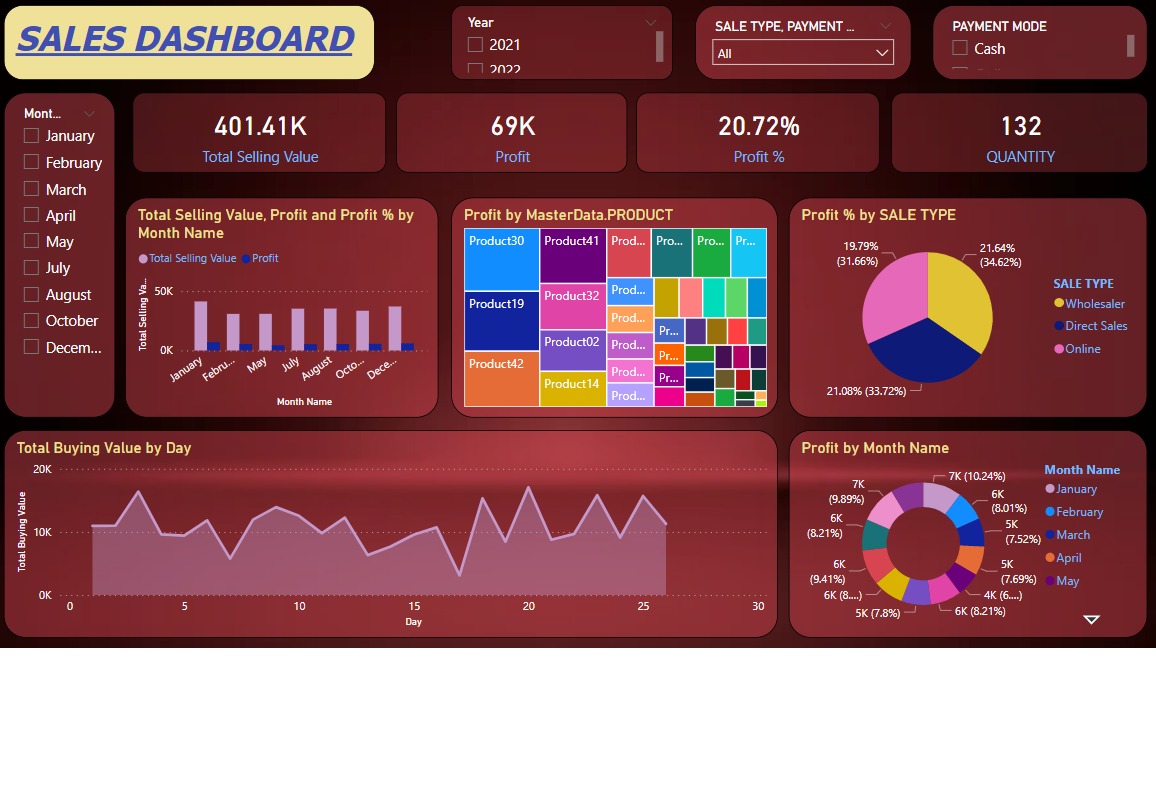 SALES DASHBOARD
Year
2021
2022
SALE TYPE, PAYMENT ...
All
PAYMENT MODE
Cash
Mont...
January
February
March
April
May
July
August
October
Decem...
401.41K
Total Selling Value
69K
Profit
20.72%
Profit %
132
QUANTITY
Total Selling Value, Profit and Profit % by
Month Name
Total Selling Value
Profit
Total Selling Va...
50K
0K
January
Febru...
May
July
August
Octo...
Dece...
Month Name
Profit by MasterData.PRODUCT
Product30
Product19
Product42
Product41
Product32
Product02
Product14
Prod...
Pro...
Pro...
Pr...
Prod...
Prod...
Prod...
Prod...
Prod...
Pr...
Pr...
Pr...
Profit % by SALE TYPE
19.79%
(31.66%)
21.64%
(34.62%)
21.08% (33.72%)
SALE TYPE
Wholesaler
Direct Sales
Online
Total Buying Value by Day
Total Buying Value
20K
10K
0K
0
5
10
15
20
25
30
Day
Profit by Month Name
7K (10.24%)
6K
(8.01%)
5K
(7.52%)
5K
(7.69%)
4K (6....)
6K (8.21%)
5K (7.8%)
6K (8....)
6K
(9.41%)
6K
(8.21%)
7K
(9.89%)
Month Name
January
February
March
April
May